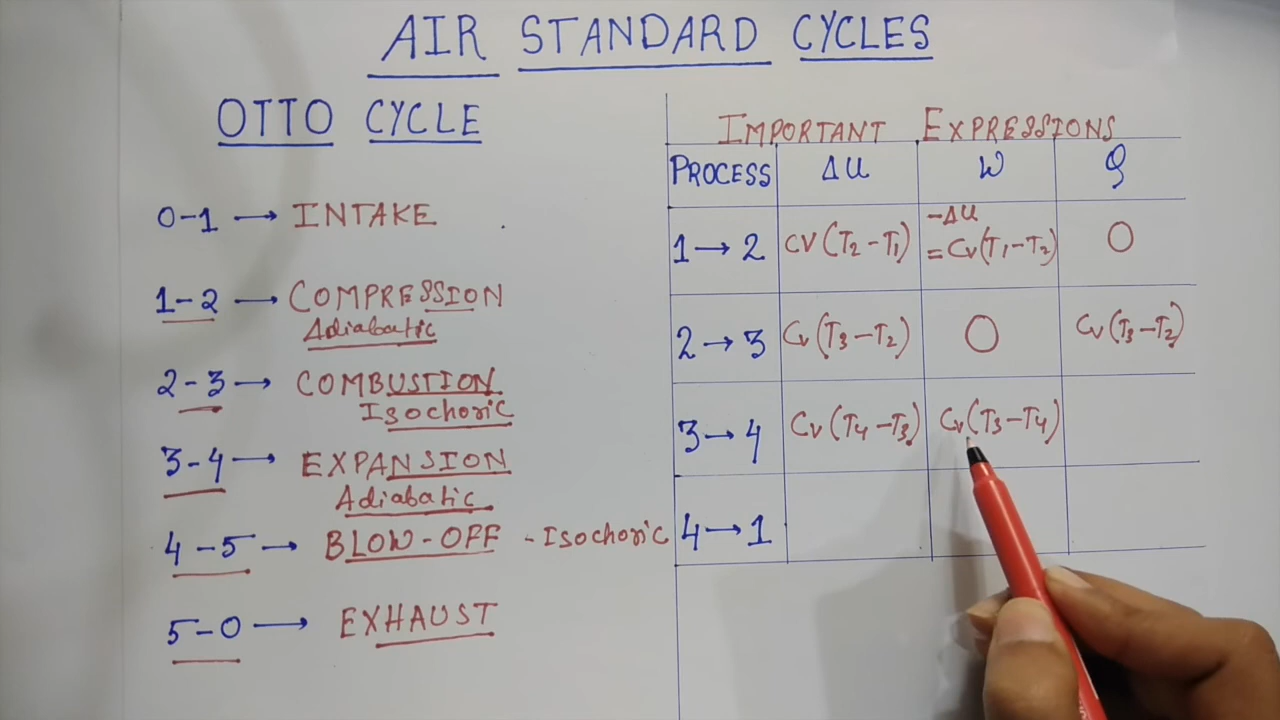 AIR STANDARD CYCLES
OTTO CYCLE
0-1 → INTAKE
1-2 → COMPRESSION
Adiabatic
2-3 → COMBUSTION
Isochoric
3-4 → EXPANSION
Adiabatic
4-5 → BLOW-OFF - Isochoric
5-0 → EXHAUST
IMPORTANT EXPRESSIONS
PROCESS ΔU W Q
1→2 CV(T2-T1) -ΔU 0
=CV(T1-T2)
2→3 CV(T3-T2) 0 CV(T3-T2)
3→4 CV(T4-T3) CV(T3-T4)
4→1